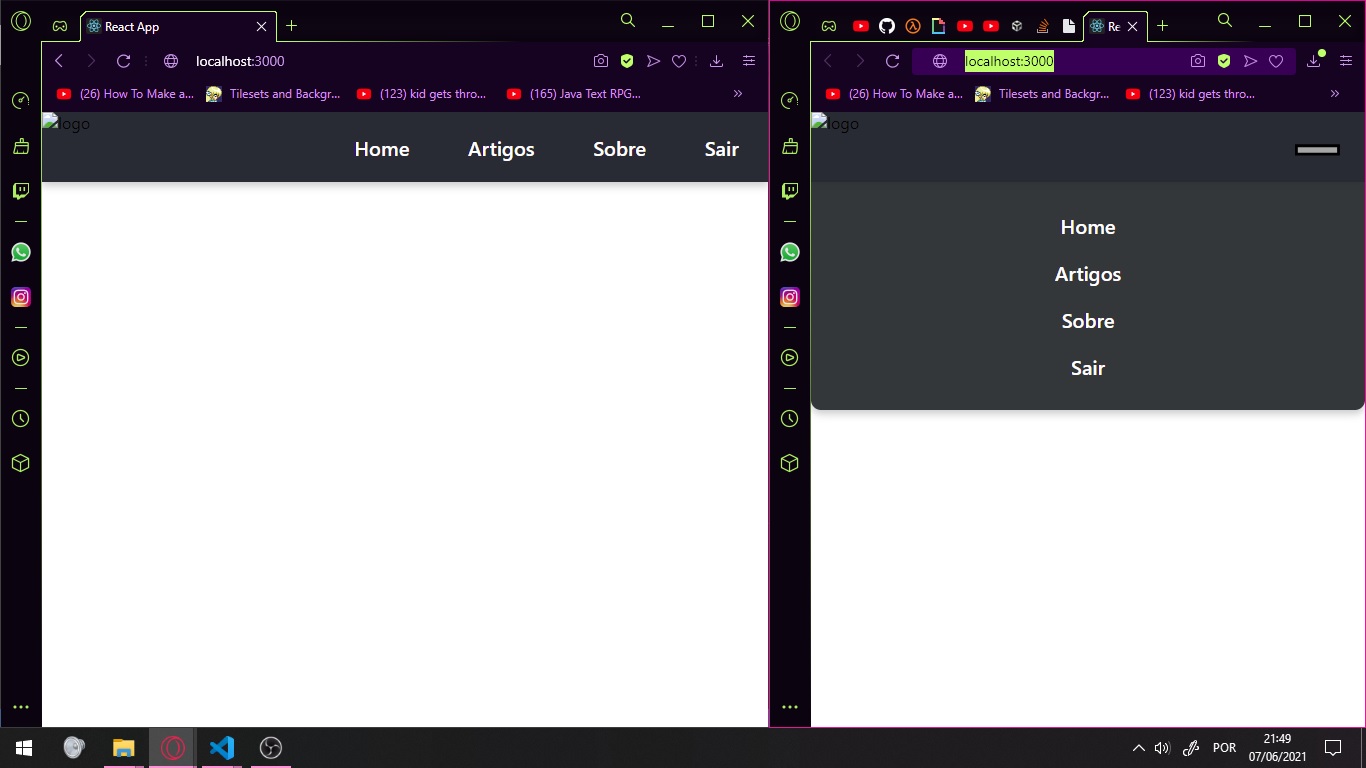 React App
localhost:3000
(26) How To Make a...
Tilesets and Backgr...
(123) kid gets thro...
(165) Java Text RPG...
logo
Home
Artigos
Sobre
Sair
Re
localhost:3000
(26) How To Make a...
Tilesets and Backgr...
(123) kid gets thro...
logo
Home
Artigos
Sobre
Sair
POR
21:49
07/06/2021